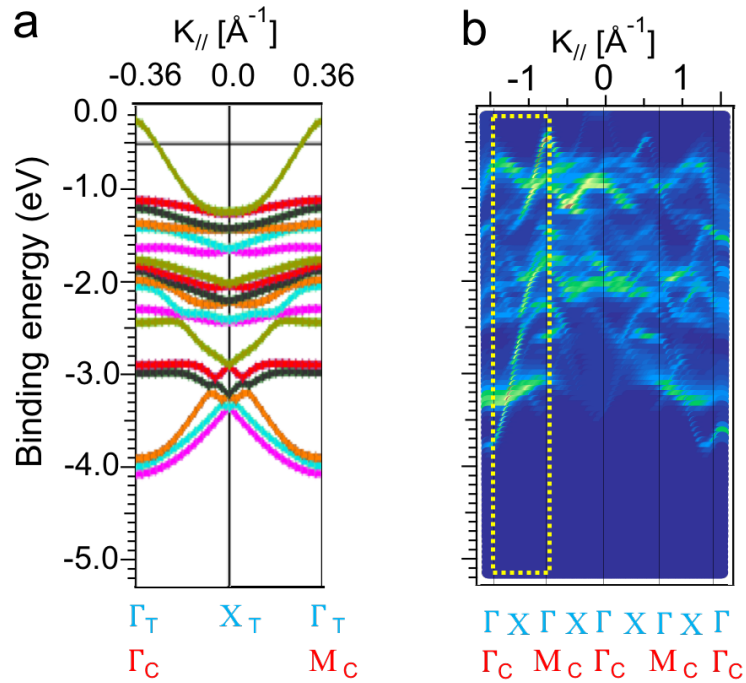 a
K// [Å-1]
-0.36 0.0 0.36
0.0
-1.0
-2.0
-3.0
-4.0
-5.0
Binding energy (eV)
ΓT XT ΓT
ΓC MC
b
K// [Å-1]
-1 0 1
Γ X Γ X Γ X Γ X Γ
ΓC MC ΓC MC ΓC